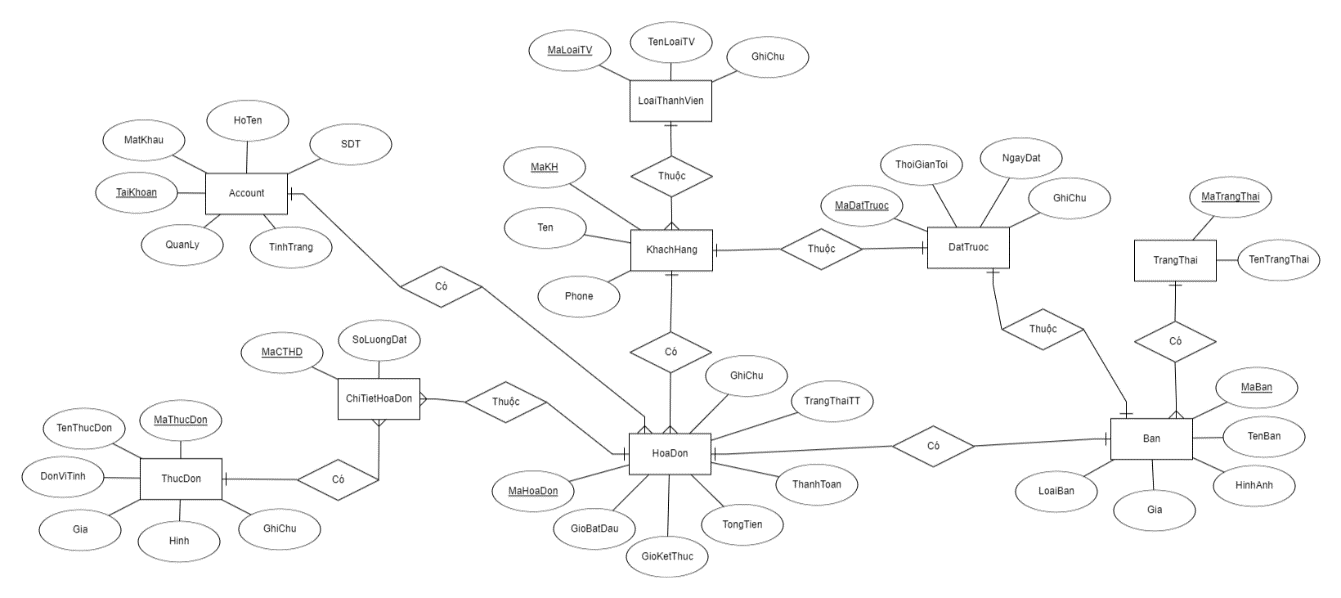 TenLoaiTV
MaLoaiTV
GhiChu
LoaiThanhVien
HoTen
MatKhau
SDT
TaiKhoan
Account
QuanLy
TinhTrang
MaKH
Thuộc
Ten
KhachHang
Phone
ThoiGianToi
NgayDat
MaDatTruoc
GhiChu
Thuộc
DatTruoc
MaTrangThai
TrangThai
TenTrangThai
Có
Thuộc
Có
Có
MaCTHD
SoLuongDat
ChiTietHoaDon
Thuộc
GhiChu
TrangThaiTT
MaBan
TenBan
Ban
HinhAnh
LoaiBan
Gia
Có
HoaDon
MaHoaDon
ThanhToan
GioBatDau
TongTien
GioKetThuc
TenThucDon
MaThucDon
DonViTinh
ThucDon
Có
Gia
Hinh
GhiChu